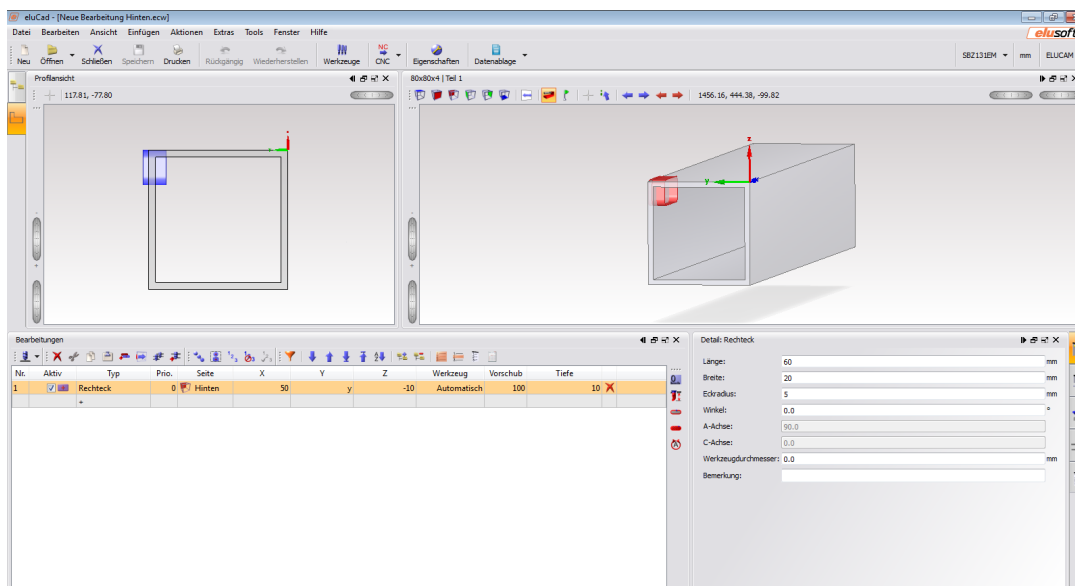 eluCad - [Neue Bearbeitung Hinten.ecw]
Datei Bearbeiten Ansicht Einfügen Aktionen Extras Tools Fenster Hilfe
elusoft
Neu Öffnen Schließen Speichern Drucken Rückgängig Wiederherstellen Werkzeuge CNC Eigenschaften Datenablage SBZ131EM mm ELUCAM
Profilansicht
80x80x4 | Teil 1
117.81, -77.80
1456.16, 444.38, -99.82
z
y
Bearbeitungen
Detail: Rechteck
Nr. Aktiv Typ Prio. Seite X Y Z Werkzeug Vorschub Tiefe
1 Rechteck 0 Hinten 50 y -10 Automatisch 100 10
*
Länge: 60 mm
Breite: 20 mm
Eckradius: 5 mm
Winkel: 0.0 °
A-Achse: 90.0
C-Achse: 0.0
Werkzeugdurchmesser: 0.0 mm
Bemerkung: